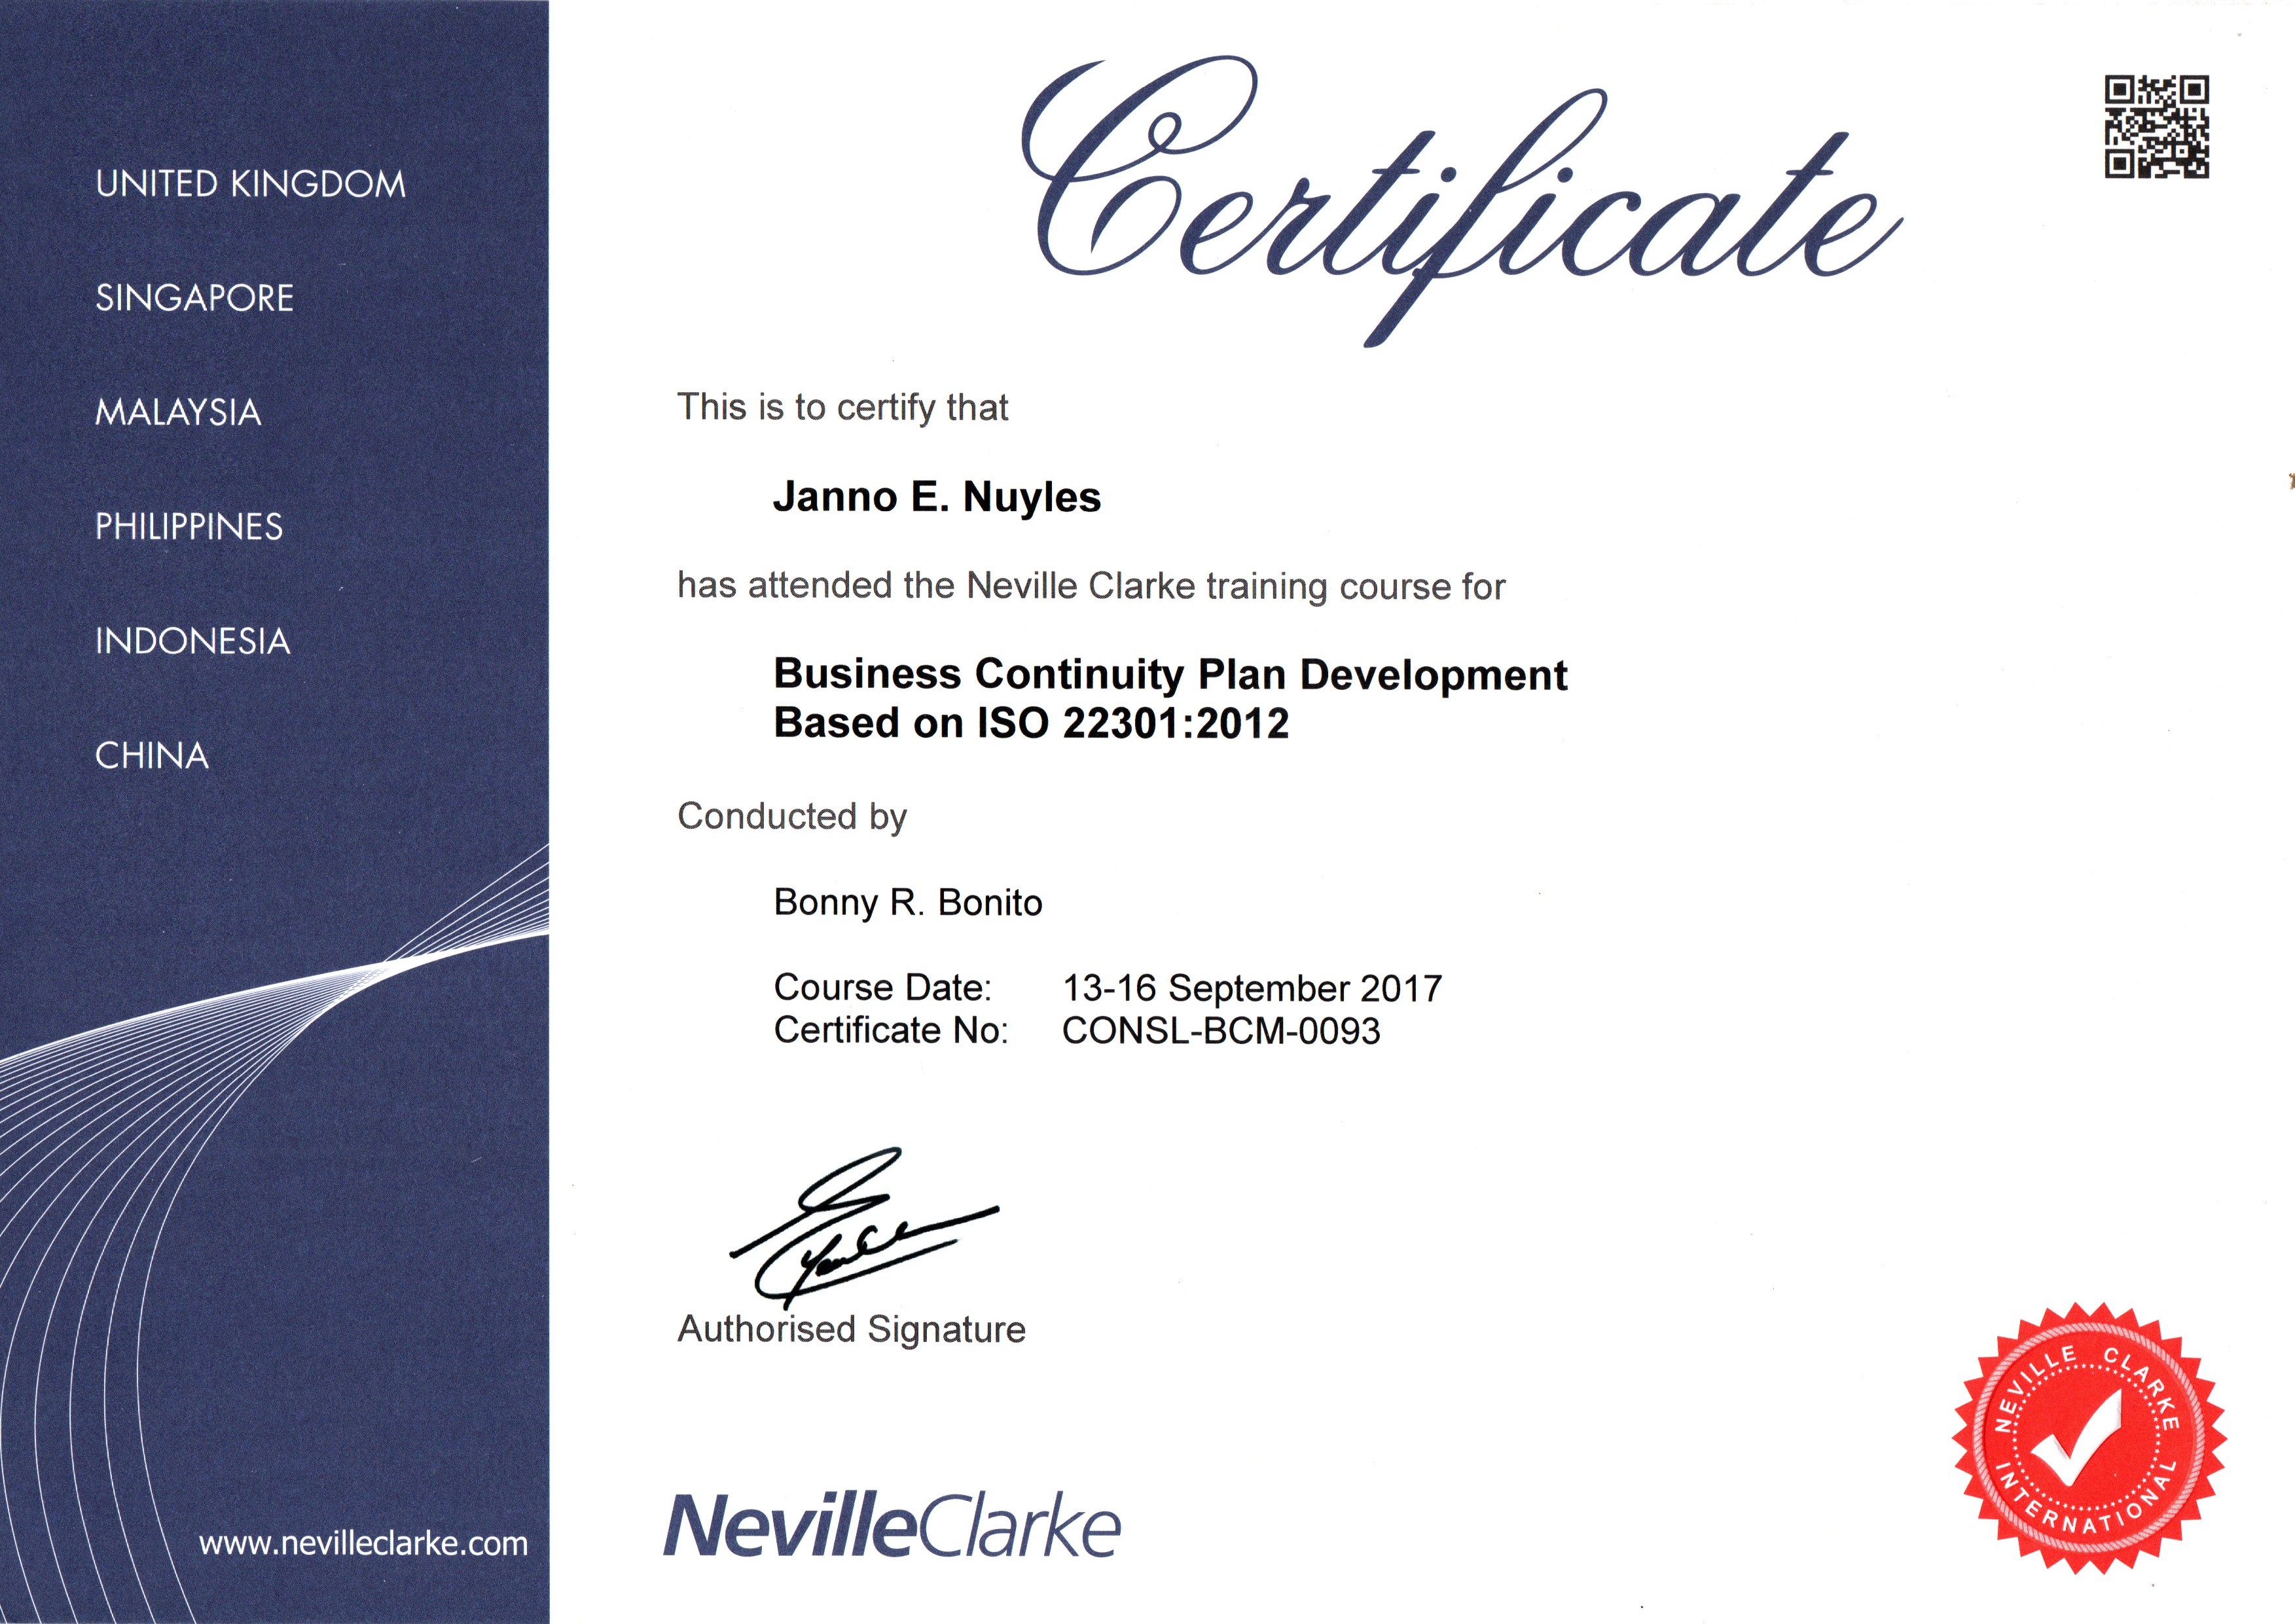 UNITED KINGDOM
SINGAPORE
MALAYSIA
PHILIPPINES
INDONESIA
CHINA
www.nevilleclarke.com
Certificate
This is to certify that
Janno E. Nuyles
has attended the Neville Clarke training course for
Business Continuity Plan Development
Based on ISO 22301:2012
Conducted by
Bonny R. Bonito
Course Date: 13-16 September 2017
Certificate No: CONSL-BCM-0093
Authorised Signature
NevilleClarke
NEVILLE CLARKE
INTERNATIONAL